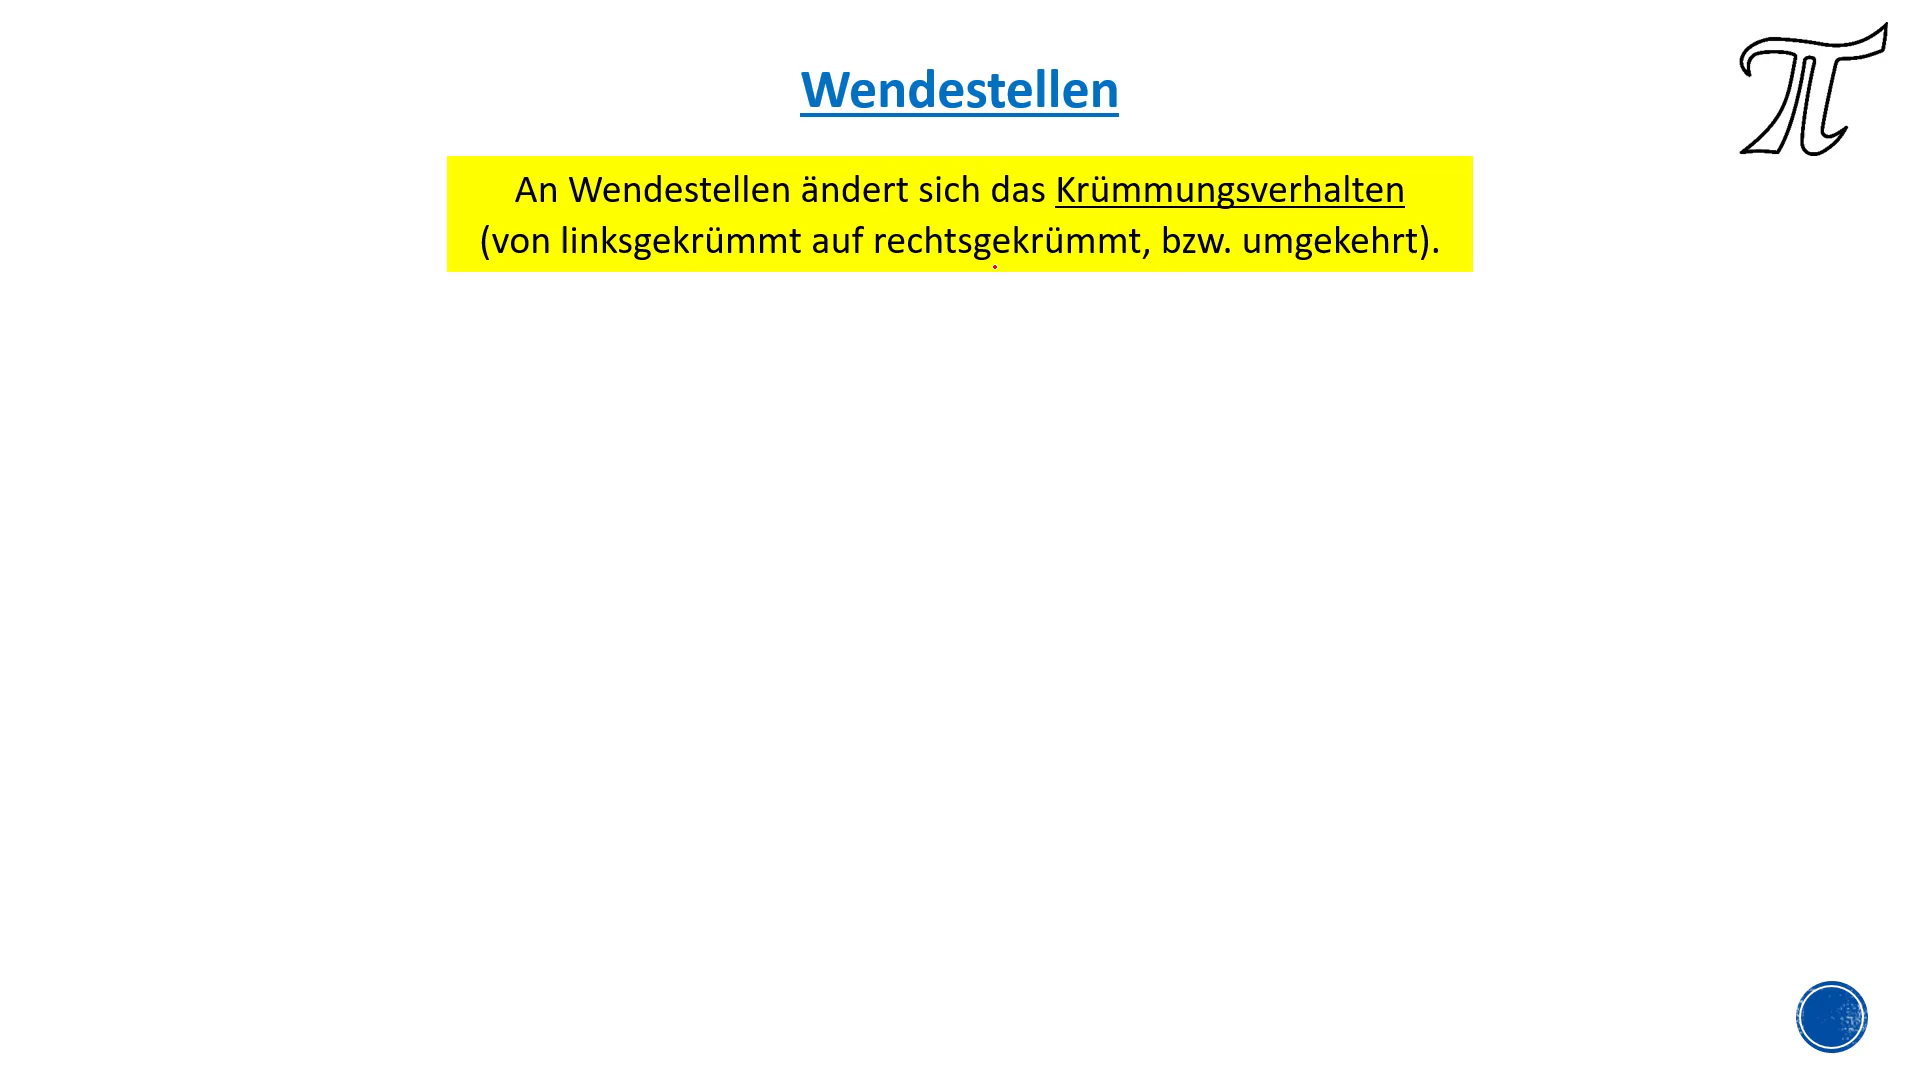 Wendestellen
An Wendestellen ändert sich das Krümmungsverhalten
(von linksgekrümmt auf rechtsgekrümmt, bzw. umgekehrt).
π